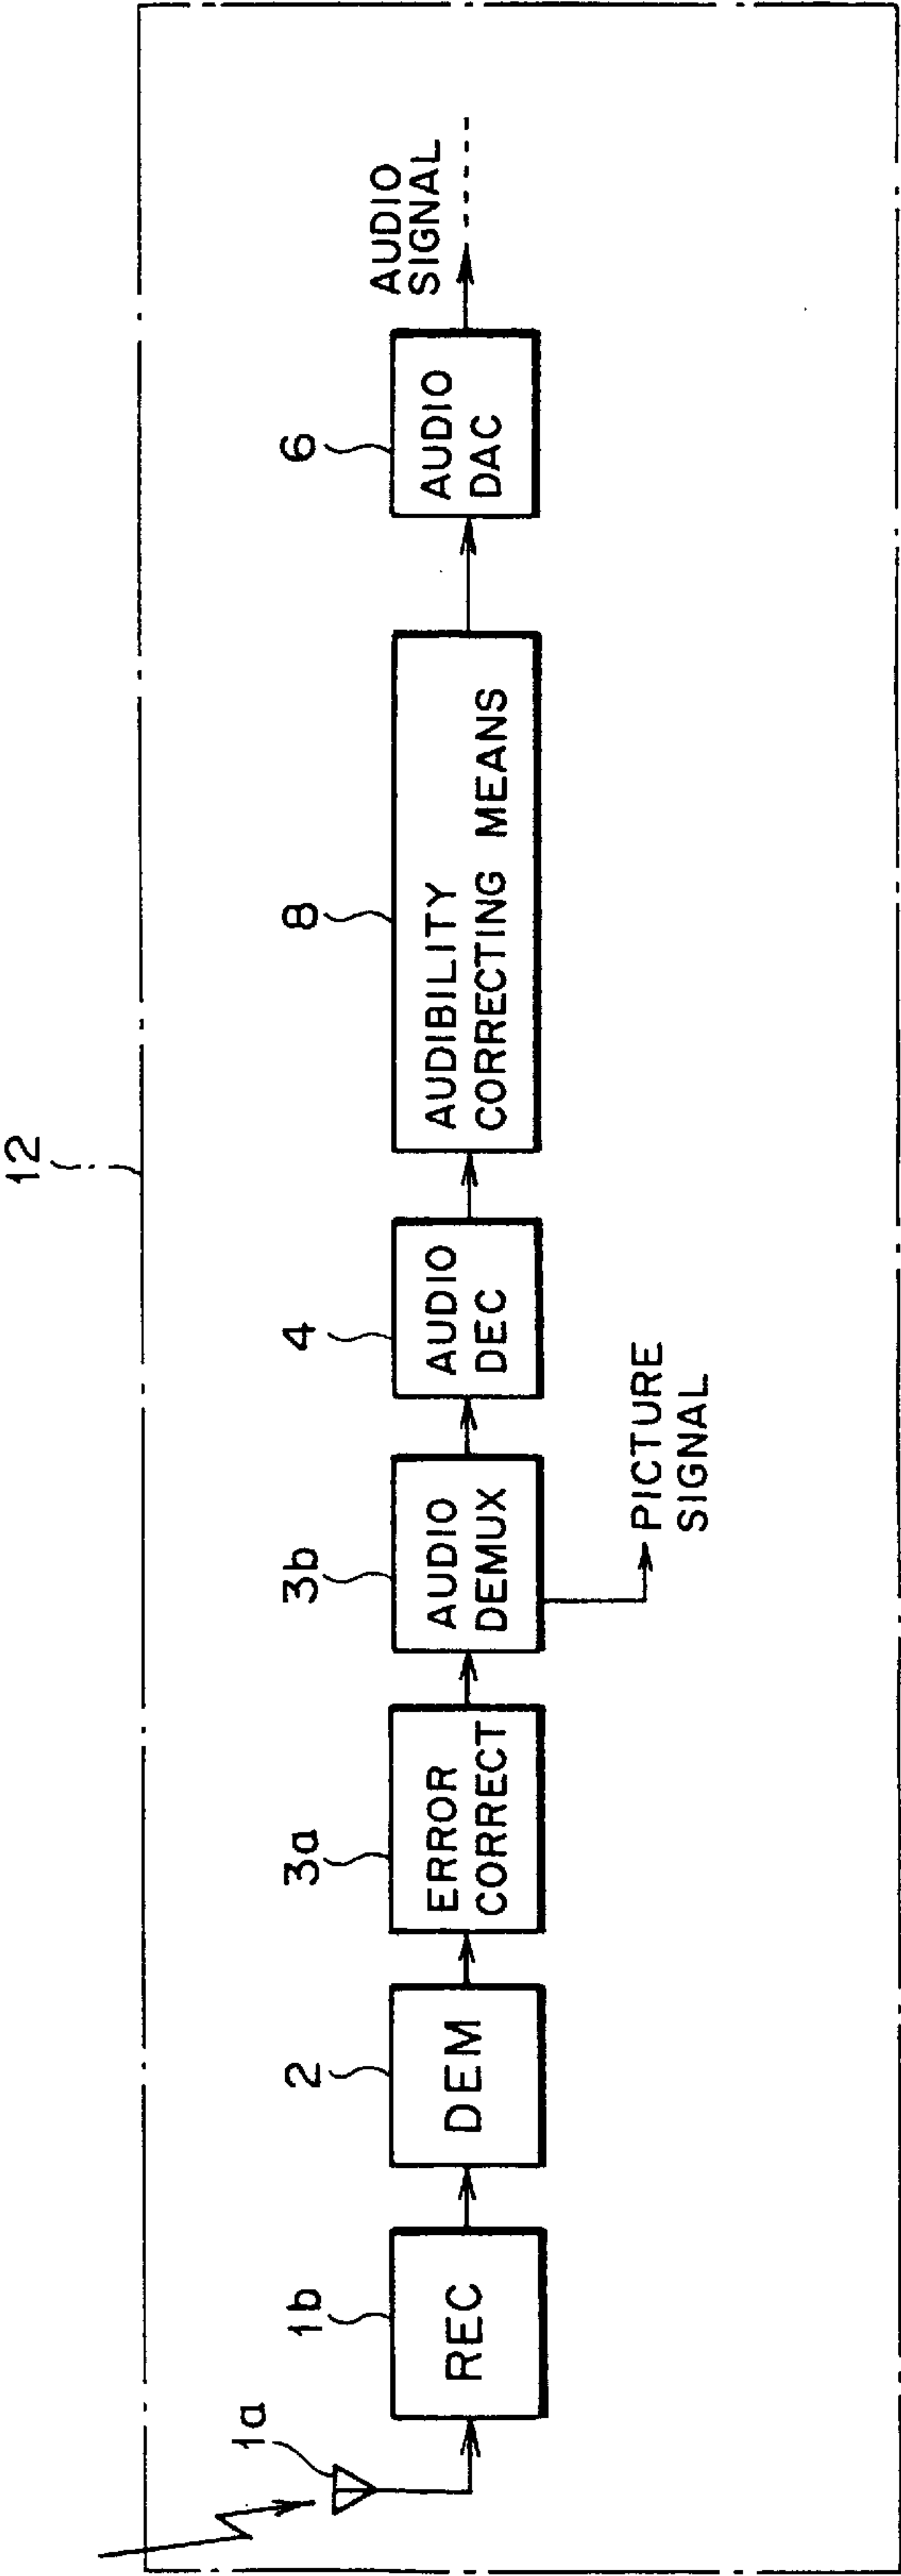 12
1a
1b
REC
2
DEM
3a
ERROR
CORRECT
3b
AUDIO
DEMUX
PICTURE
SIGNAL
4
AUDIO
DEC
8
AUDIBILITY
CORRECTING MEANS
6
AUDIO
DAC
AUDIO
SIGNAL